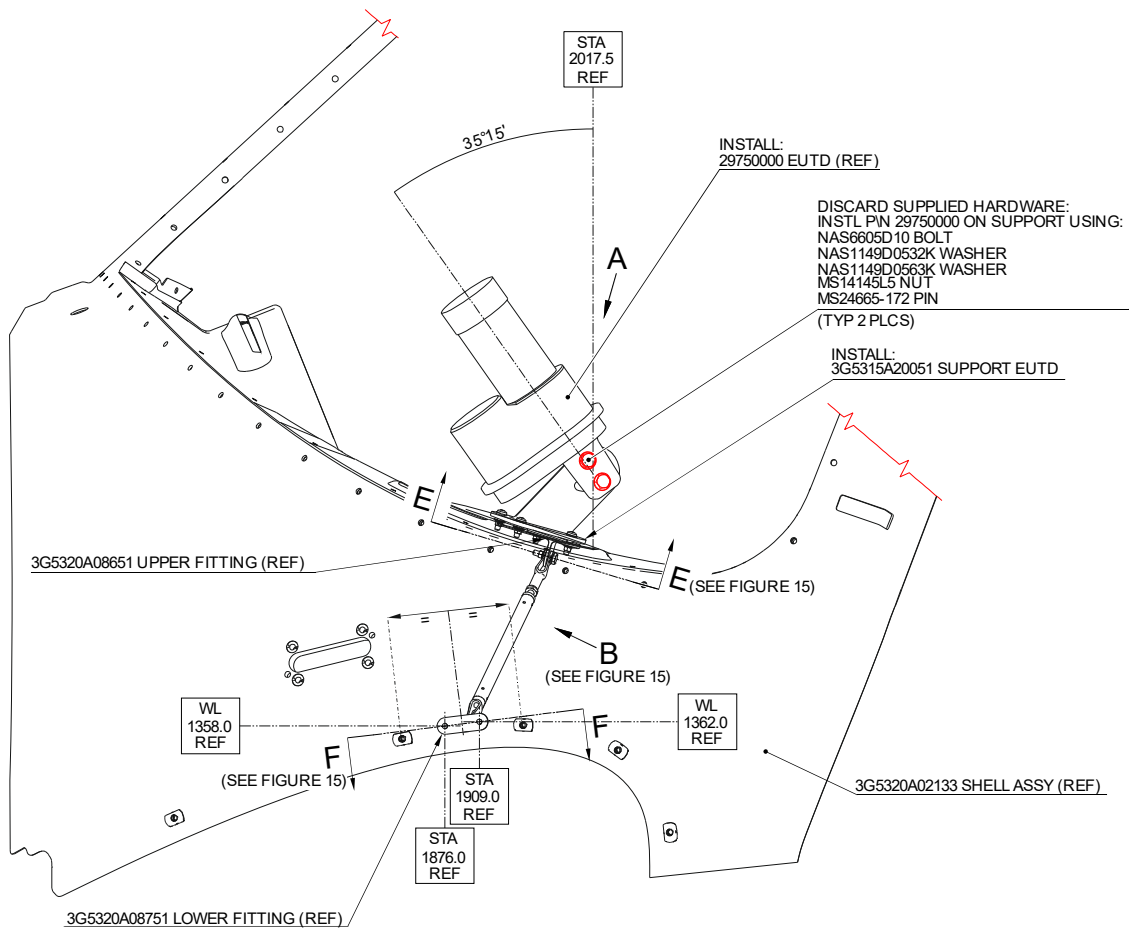 STA
2017.5
REF
35°15'
INSTALL:
29750000 EUTD (REF)
DISCARD SUPPLIED HARDWARE:
INSTL P\N 29750000 ON SUPPORT USING:
NAS6605D10 BOLT
NAS1149D0532K WASHER
NAS1149D0563K WASHER
MS14145L5 NUT
MS24665-172 PIN
(TYP 2 PLCS)
A
INSTALL:
3G5315A20051 SUPPORT EUTD
E
3G5320A08651 UPPER FITTING (REF)
E (SEE FIGURE 15)
= =
B
(SEE FIGURE 15)
WL
1358.0
REF
WL
1362.0
REF
F
F
(SEE FIGURE 15)
STA
1909.0
REF
3G5320A02133 SHELL ASSY (REF)
STA
1876.0
REF
3G5320A08751 LOWER FITTING (REF)